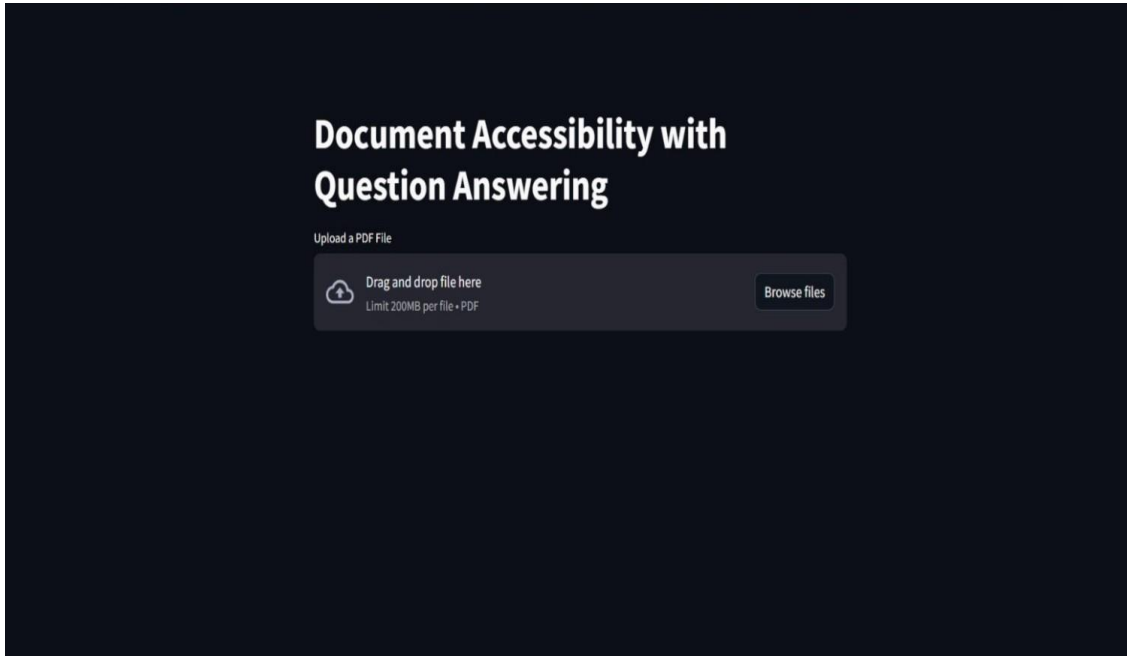 Document Accessibility with
Question Answering
Upload a PDF File
Drag and drop file here
Limit 200MB per file • PDF
Browse files